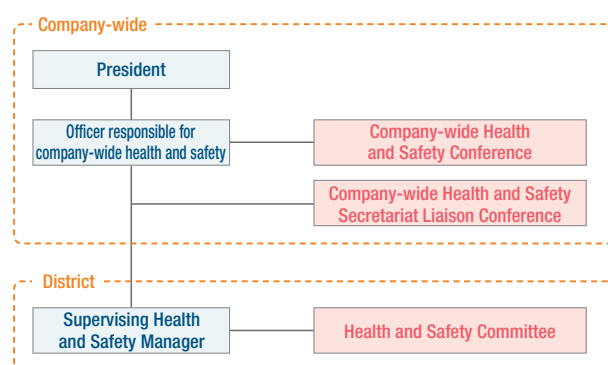 Company-wide
President
Officer responsible for
company-wide health and safety
Company-wide Health
and Safety Conference
Company-wide Health and Safety
Secretariat Liaison Conference
District
Supervising Health
and Safety Manager
Health and Safety Committee